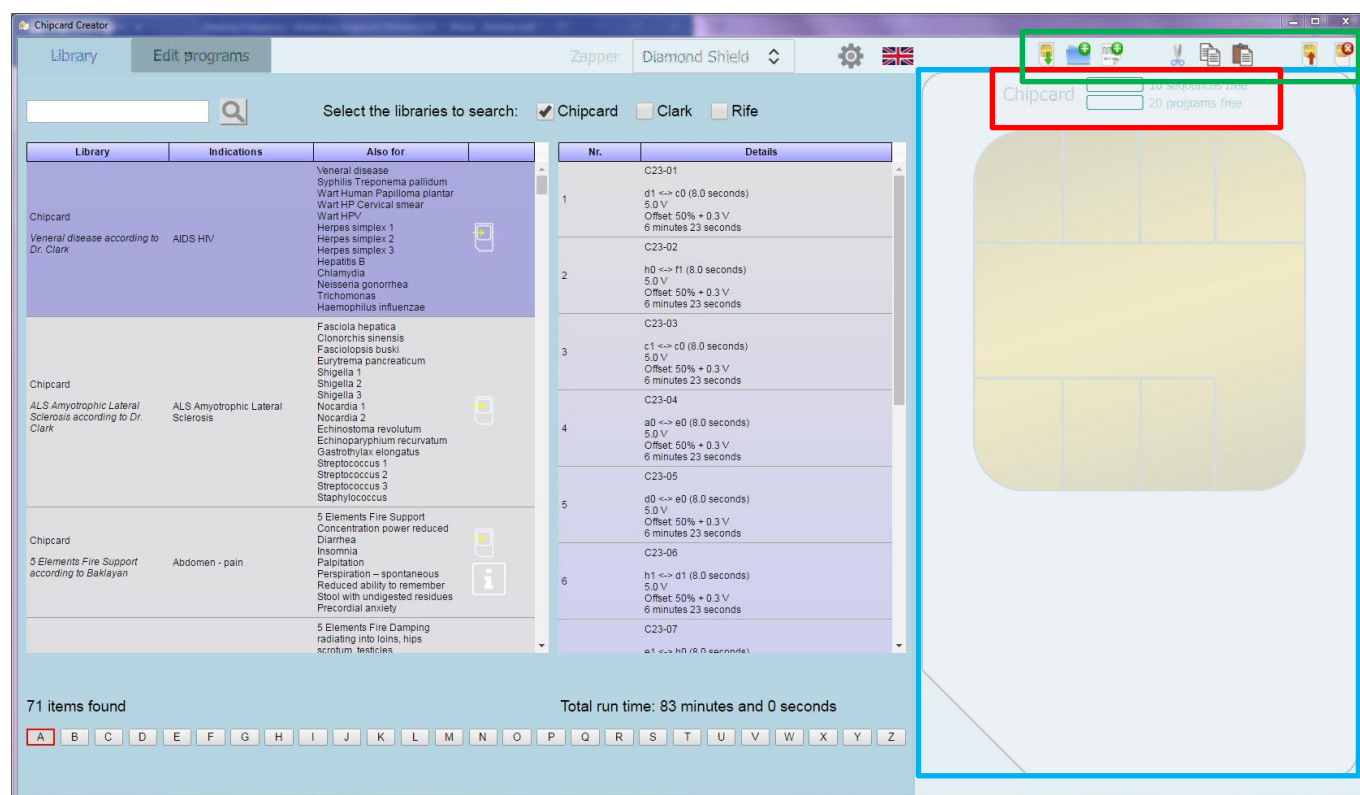 Chipcard Creator
Library Edit programs Zapper Diamond Shield
Chipcard
10 sequences free
20 programs free
Select the libraries to search: Chipcard Clark Rife
Library Indications Also for
Chipcard
Veneral disease according to
Dr. Clark
AIDS HIV
Veneral disease
Syphilis Treponema pallidum
Wart Human Papilloma plantar
Wart HP Cervical smear
Wart HPV
Herpes simplex 1
Herpes simplex 2
Herpes simplex 3
Hepatitis B
Chlamydia
Neisseria gonorrhea
Trichomonas
Haemophilus influenzae
Chipcard
ALS Amyotrophic Lateral
Sclerosis according to Dr.
Clark
ALS Amyotrophic Lateral
Sclerosis
Fasciola hepatica
Clonorchis sinensis
Fasciolopsis buski
Eurytrema pancreaticum
Shigella 1
Shigella 2
Shigella 3
Nocardia 1
Nocardia 2
Echinostoma revolutum
Echinoparyphium recurvatum
Gastrothylax elongatus
Streptococcus 1
Streptococcus 2
Streptococcus 3
Staphylococcus
Chipcard
5 Elements Fire Support
according to Baklayan
Abdomen - pain
5 Elements Fire Support
Concentration power reduced
Diarrhea
Insomnia
Palpitation
Perspiration – spontaneous
Reduced ability to remember
Stool with undigested residues
Precordial anxiety
5 Elements Fire Damping
radiating into loins, hips
scrotum, testicles
Nr. Details
1
C23-01
d1 <-> c0 (8.0 seconds)
5.0 V
Offset: 50% + 0.3 V
6 minutes 23 seconds
2
C23-02
h0 <-> f1 (8.0 seconds)
5.0 V
Offset: 50% + 0.3 V
6 minutes 23 seconds
3
C23-03
c1 <-> c0 (8.0 seconds)
5.0 V
Offset: 50% + 0.3 V
6 minutes 23 seconds
4
C23-04
a0 <-> e0 (8.0 seconds)
5.0 V
Offset: 50% + 0.3 V
6 minutes 23 seconds
5
C23-05
d0 <-> e0 (8.0 seconds)
5.0 V
Offset: 50% + 0.3 V
6 minutes 23 seconds
6
C23-06
h1 <-> d1 (8.0 seconds)
5.0 V
Offset: 50% + 0.3 V
6 minutes 23 seconds
C23-07
e1 <-> h0 (8.0 seconds)
71 items found
Total run time: 83 minutes and 0 seconds
A B C D E F G H I J K L M N O P Q R S T U V W X Y Z